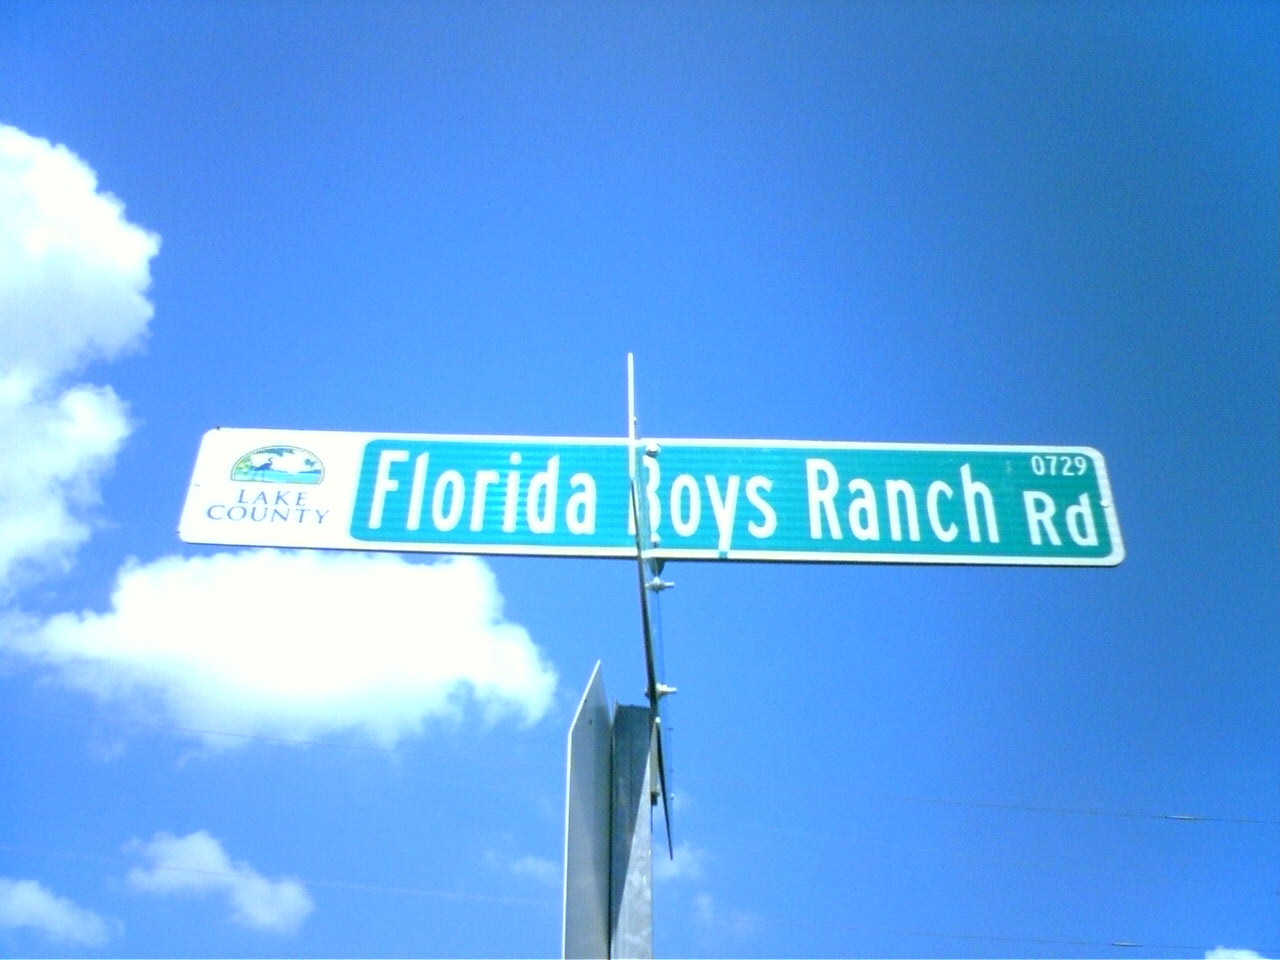 LAKE
COUNTY
Florida Boys Ranch Rd
0729